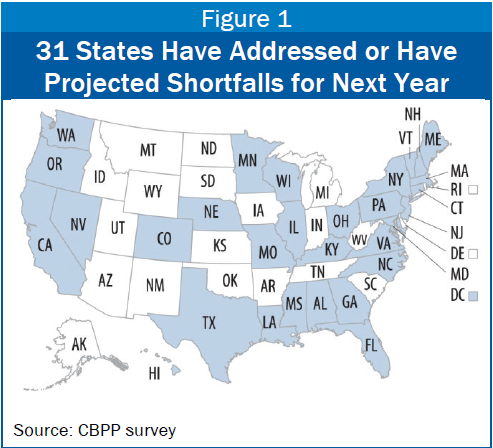 Figure 1
31 States Have Addressed or Have
Projected Shortfalls for Next Year
NH
WA
VT
ME
MT
ND
MN
OR
MA
ID
SD
WI
NY
RI
MI
WY
CT
PA
IA
NE
NJ
NV
OH
IL
IN
UT
DE
CO
WV
VA
CA
KS
MO
KY
MD
NC
TN
DC
OK
AZ
NM
AR
SC
MS
AL
GA
TX
LA
AK
FL
HI
Source: CBPP survey